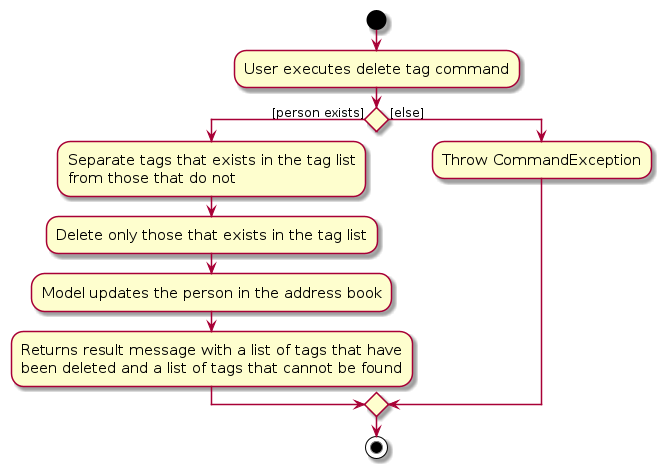 User executes delete tag command
[person exists]
[else]
Separate tags that exists in the tag list
from those that do not
Throw CommandException
Delete only those that exists in the tag list
Model updates the person in the address book
Returns result message with a list of tags that have
been deleted and a list of tags that cannot be found